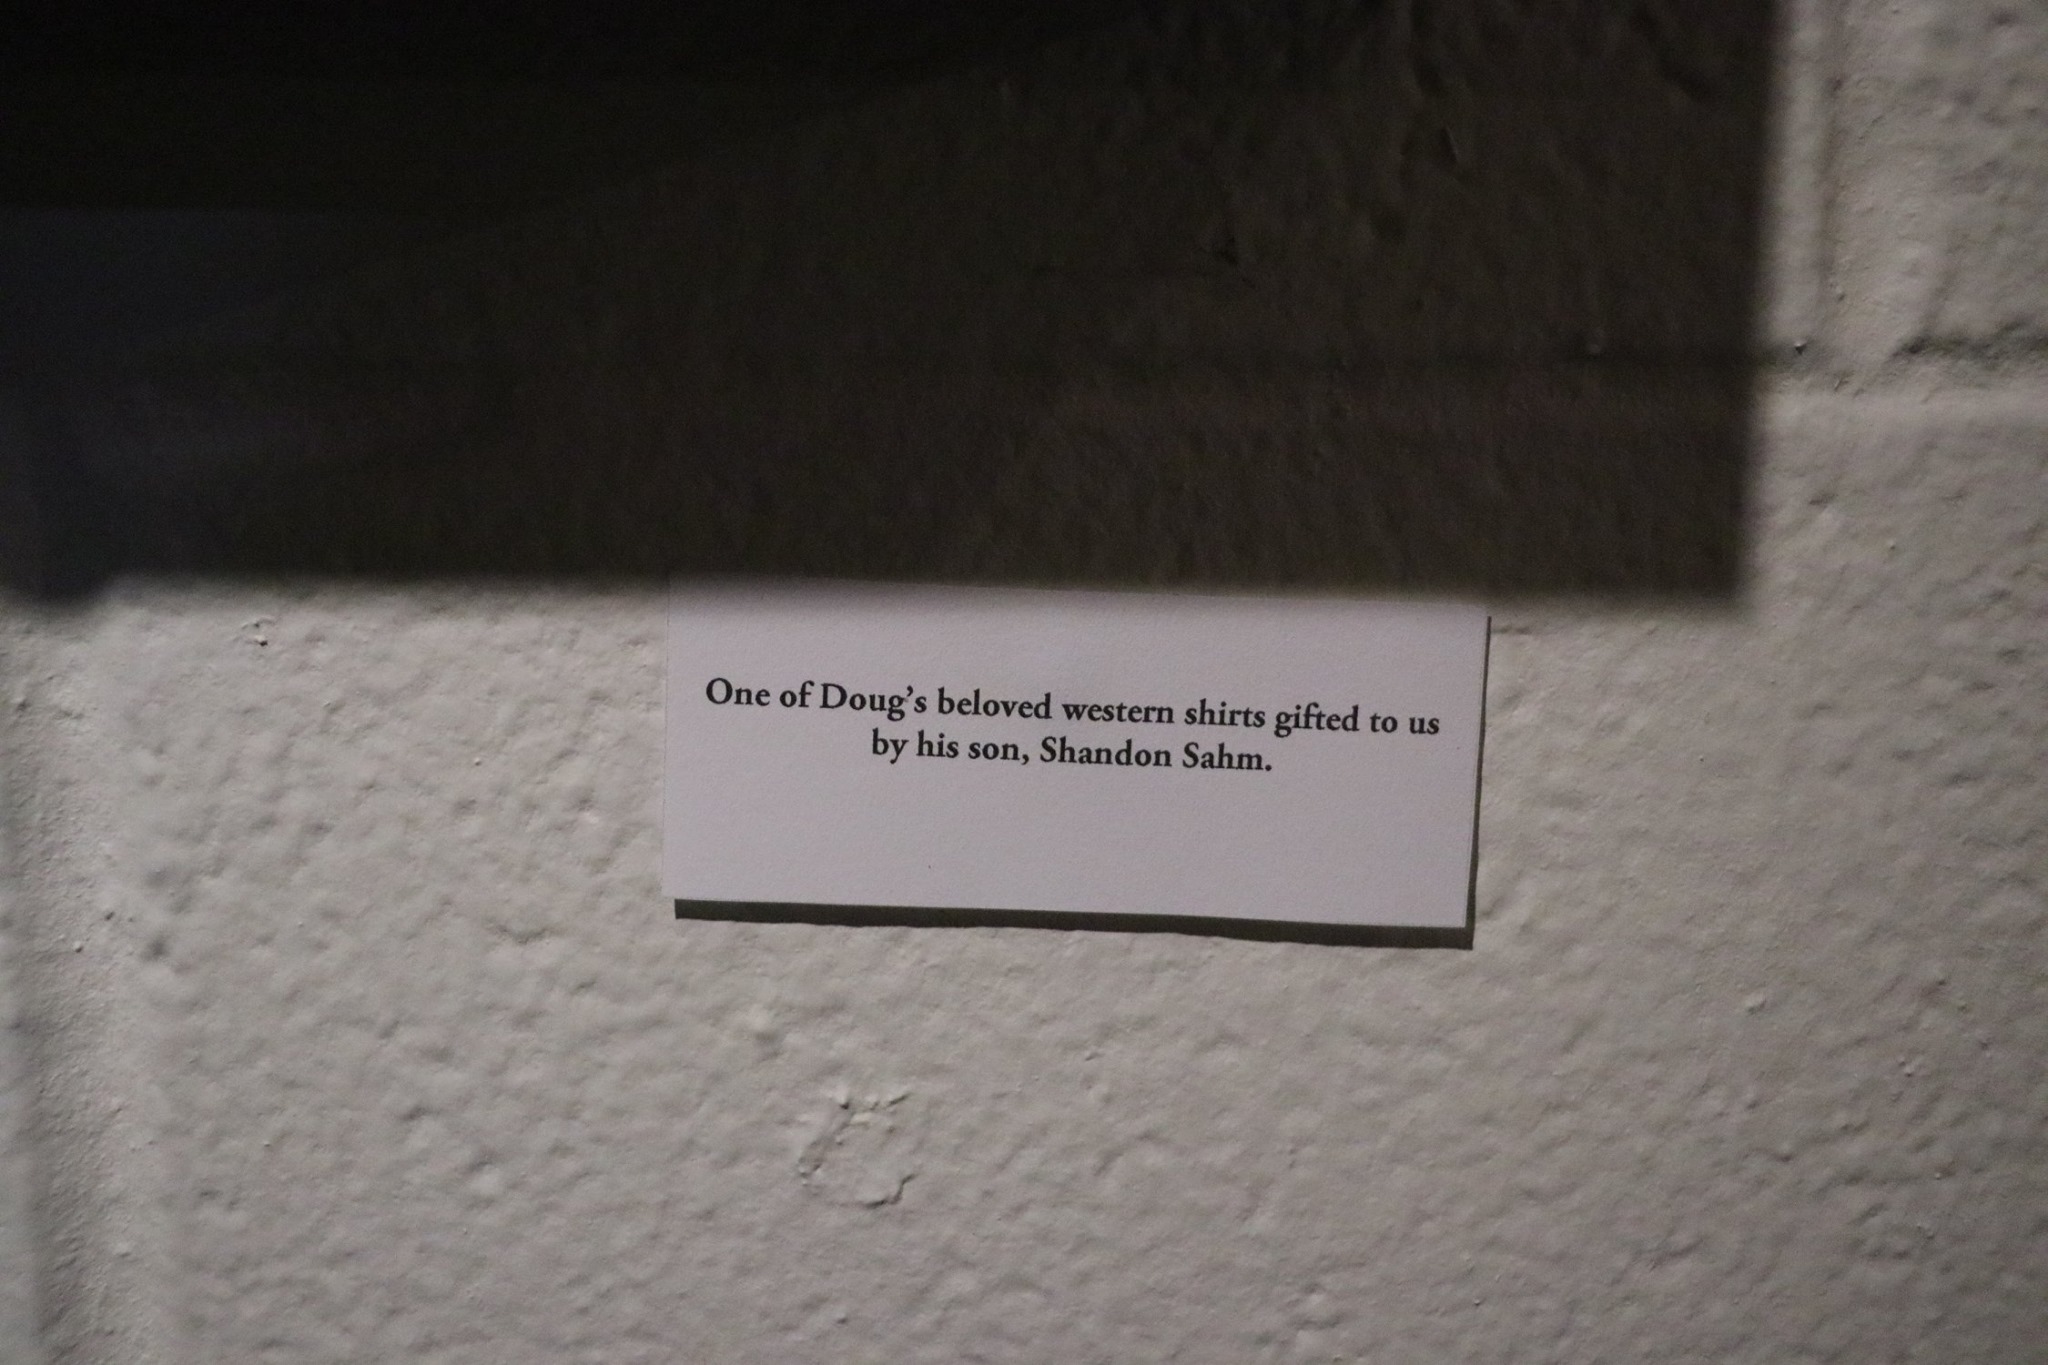 One of Doug’s beloved western shirts gifted to us
by his son, Shandon Sahm.